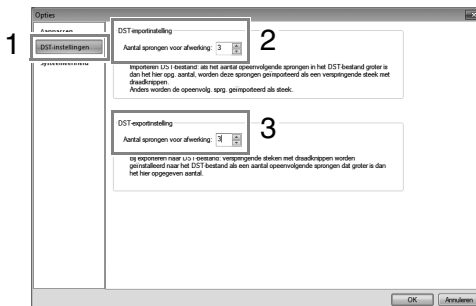 Opties
1
Aanpassen
DST-instellingen
Systeemeenheid
DST-importinstelling
Aantal sprongen voor afwerking: 3
2
Importeren DST-bestand: als het aantal opeenvolgende sprongen in het DST-bestand groter is
dan het hier opg. aantal, worden deze sprongen geïmporteerd als een verspringende steek met
draadknippen.
Anders worden de opeenvolg. sprg. geïmporteerd als steek.
DST-exportinstelling
Aantal sprongen voor afwerking: 3
3
Bij exporteren naar DST-bestand: verspringende steken met draadknippen worden
geïnstalleerd naar het DST-bestand als een aantal opeenvolgende sprongen dat groter is dan
het hier opgegeven aantal.
OK
Annuleren